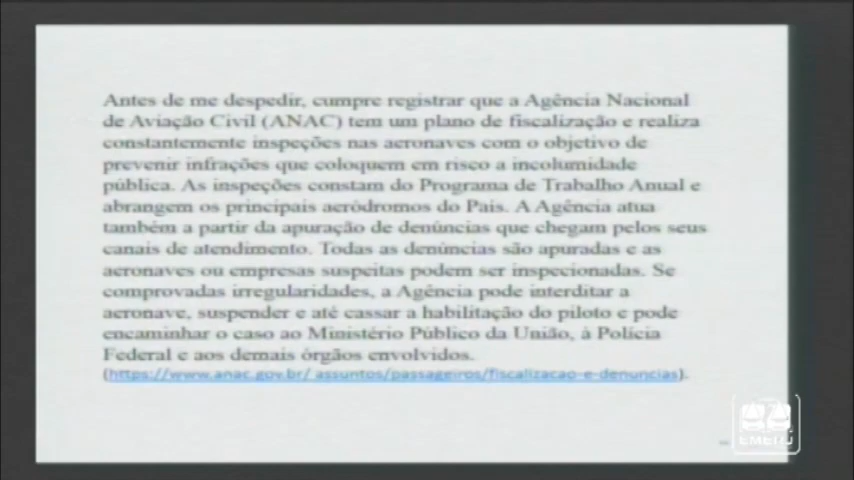 Antes de me despedir, cumpre registrar que a Agência Nacional
de Aviação Civil (ANAC) tem um plano de fiscalização e realiza
constantemente inspeções nas aeronaves com o objetivo de
prevenir infrações que coloquem em risco a incolumidade
pública. As inspeções constam do Programa de Trabalho Anual e
abrangem os principais aeródromos do País. A Agência atua
também a partir da apuração de denúncias que chegam pelos seus
canais de atendimento. Todas as denúncias são apuradas e as
aeronaves ou empresas suspeitas podem ser inspecionadas. Se
comprovadas irregularidades, a Agência pode interditar a
aeronave, suspender e até cassar a habilitação do piloto e pode
encaminhar o caso ao Ministério Público da União, à Polícia
Federal e aos demais órgãos envolvidos.
(https://www.anac.gov.br/ assuntos/passageiros/fiscalizacao-e-denuncias).
EMERJ